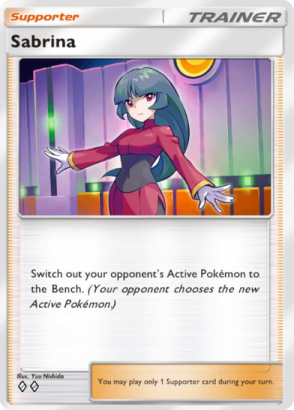 Supporter TRAINER
Sabrina
Switch out your opponent's Active Pokémon to
the Bench. (Your opponent chooses the new
Active Pokémon.)
Illus. Yuu Nishida
You may play only 1 Supporter card during your turn.